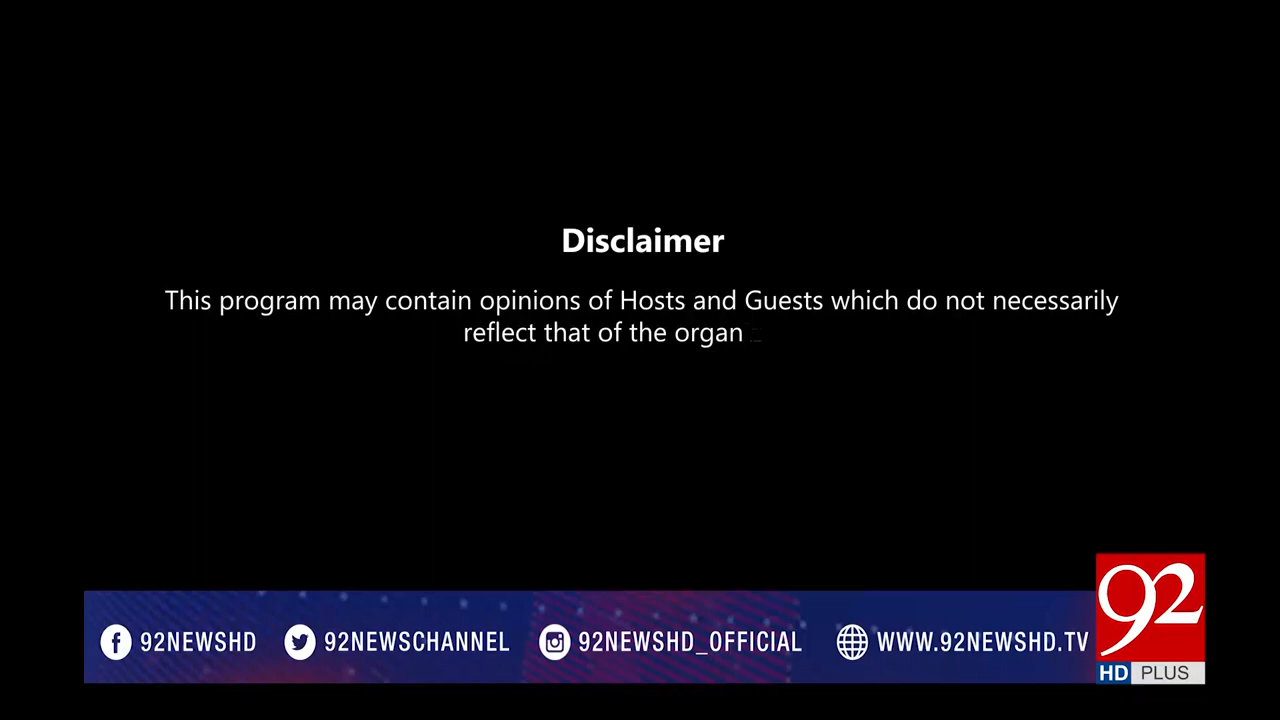 Disclaimer
This program may contain opinions of Hosts and Guests which do not necessarily
reflect that of the organ
92NEWSHD 92NEWSCHANNEL 92NEWSHD_OFFICIAL WWW.92NEWSHD.TV
92
HD PLUS